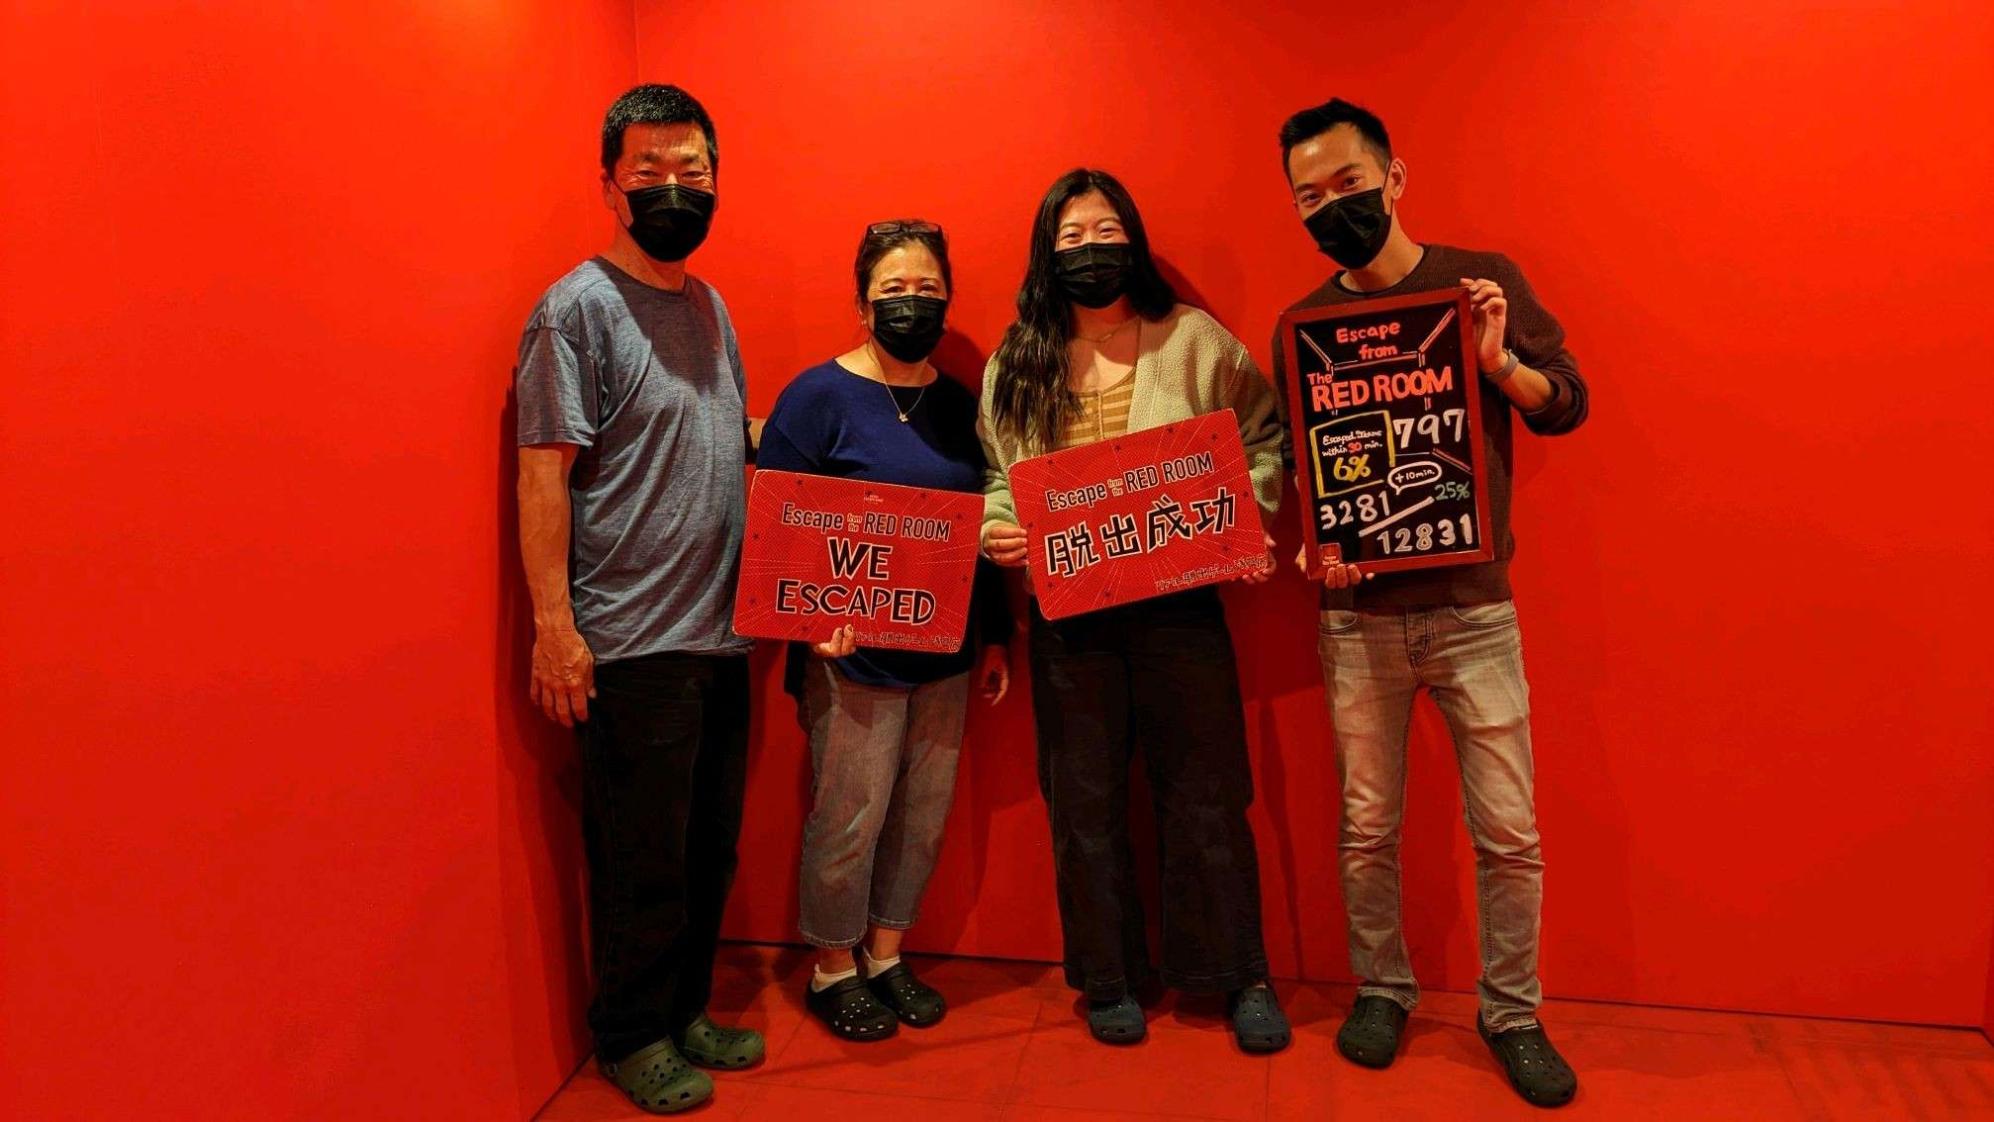 Escape from the RED ROOM
WE
ESCAPED
Escape from the RED ROOM
脱出成功
Escape
from
The
RED ROOM
Escaped Teams
within 30 min.
6%
797
+10min.
25%
3281
12831